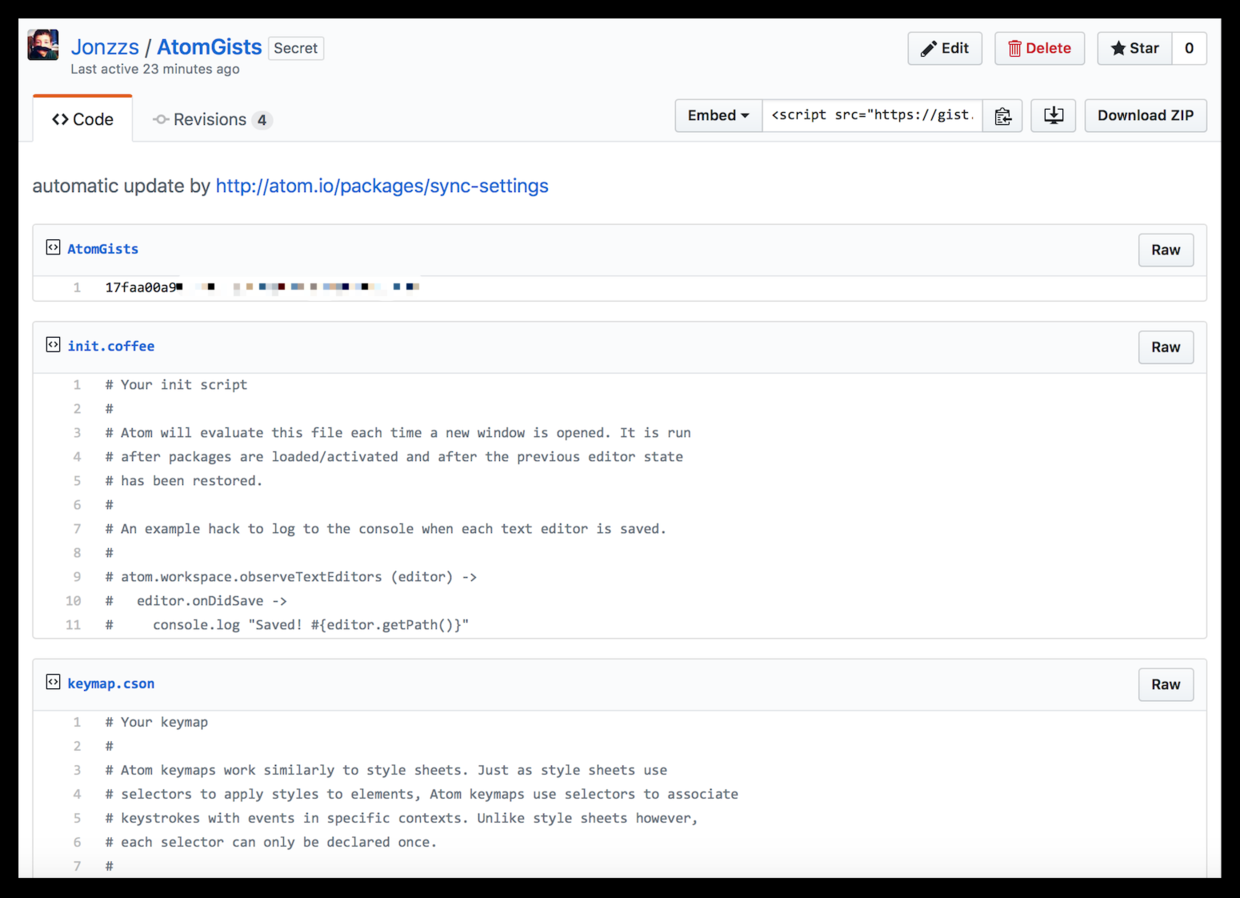 Jonzzs / AtomGists Secret
Edit Delete Star 0
Last active 23 minutes ago
Code Revisions 4 Embed <script src="https://gist. Download ZIP
automatic update by http://atom.io/packages/sync-settings
AtomGists Raw
1 17faa00a9
init.coffee Raw
1 # Your init script
2 #
3 # Atom will evaluate this file each time a new window is opened. It is run
4 # after packages are loaded/activated and after the previous editor state
5 # has been restored.
6 #
7 # An example hack to log to the console when each text editor is saved.
8 #
9 # atom.workspace.observeTextEditors (editor) ->
10 #   editor.onDidSave ->
11 #     console.log "Saved! #{editor.getPath()}"
keymap.cson Raw
1 # Your keymap
2 #
3 # Atom keymaps work similarly to style sheets. Just as style sheets use
4 # selectors to apply styles to elements, Atom keymaps use selectors to associate
5 # keystrokes with events in specific contexts. Unlike style sheets however,
6 # each selector can only be declared once.
7 #